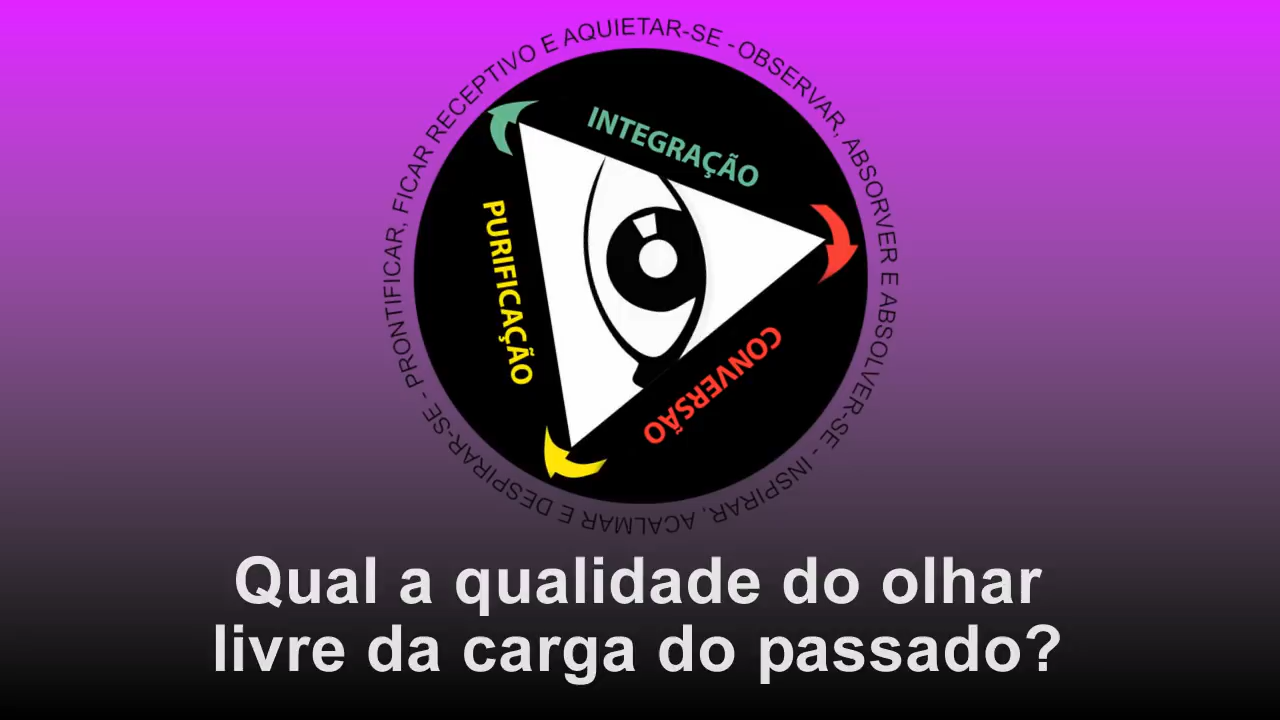 PRONTIFICAR, FICAR RECEPTIVO E AQUIETAR-SE - OBSERVAR, ABSORVER E ABSOLVER-SE - INSPIRAR, ACALMAR E DESPIRAR-SE -
INTEGRAÇÃO
PURIFICAÇÃO
CONVERSÃO
Qual a qualidade do olhar
livre da carga do passado?